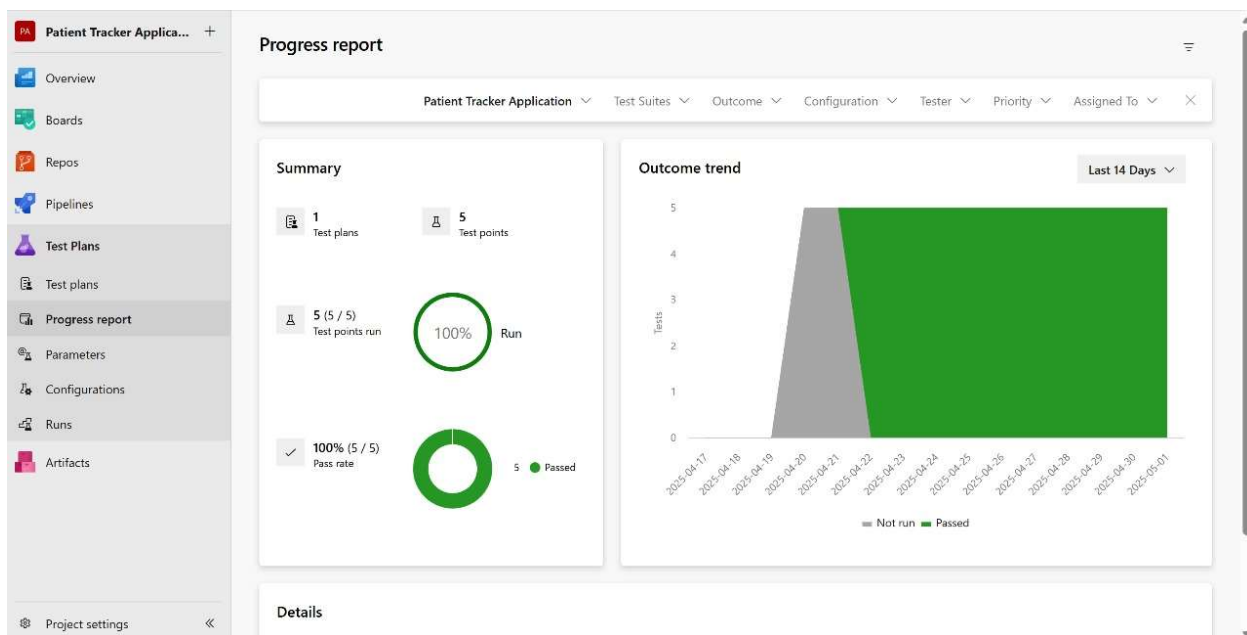 PA Patient Tracker Applica... +
Overview
Boards
Repos
Pipelines
Test Plans
Test plans
Progress report
Parameters
Configurations
Runs
Artifacts
Project settings
Progress report
Patient Tracker Application Test Suites Outcome Configuration Tester Priority Assigned To
Summary
1
Test plans
5
Test points
5 (5 / 5)
Test points run
100%
Run
100% (5 / 5)
Pass rate
5 Passed
Outcome trend
Last 14 Days
Tests
5
4
3
2
1
0
2025-04-17
2025-04-18
2025-04-19
2025-04-20
2025-04-21
2025-04-22
2025-04-23
2025-04-24
2025-04-25
2025-04-26
2025-04-27
2025-04-28
2025-04-29
2025-04-30
2025-05-01
Not run Passed
Details